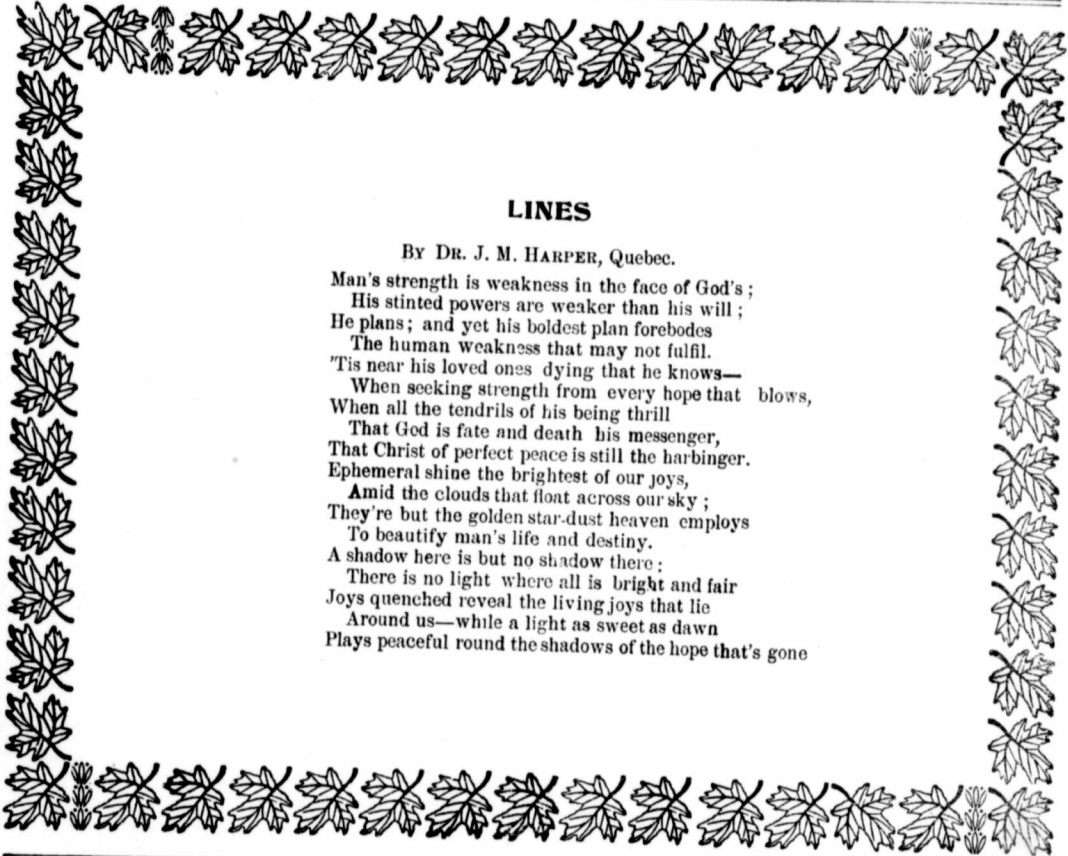 LINES
By Dr. J. M. Harper, Quebec.
Man's strength is weakness in the face of God's ;
His stinted powers are weaker than his will ;
He plans ; and yet his boldest plan forebodes
The human weakness that may not fulfil.
'Tis near his loved ones dying that he knows—
When seeking strength from every hope that blows,
When all the tendrils of his being thrill
That God is fate and death his messenger,
That Christ of perfect peace is still the harbinger.
Ephemeral shine the brightest of our joys,
Amid the clouds that float across our sky ;
They're but the golden star-dust heaven employs
To beautify man's life and destiny.
A shadow here is but no shadow there :
There is no light where all is bright and fair
Joys quenched reveal the living joys that lie
Around us—while a light as sweet as dawn
Plays peaceful round the shadows of the hope that's gone